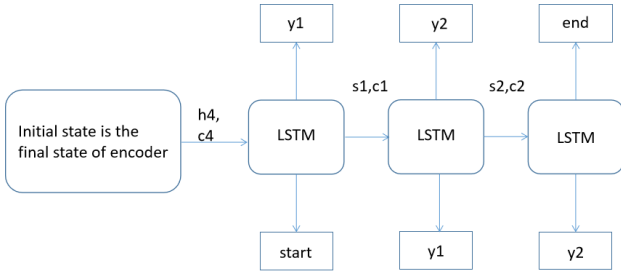 y1
y2
end
s1,c1
s2,c2
h4,
c4
Initial state is the
final state of encoder
LSTM
LSTM
LSTM
start
y1
y2